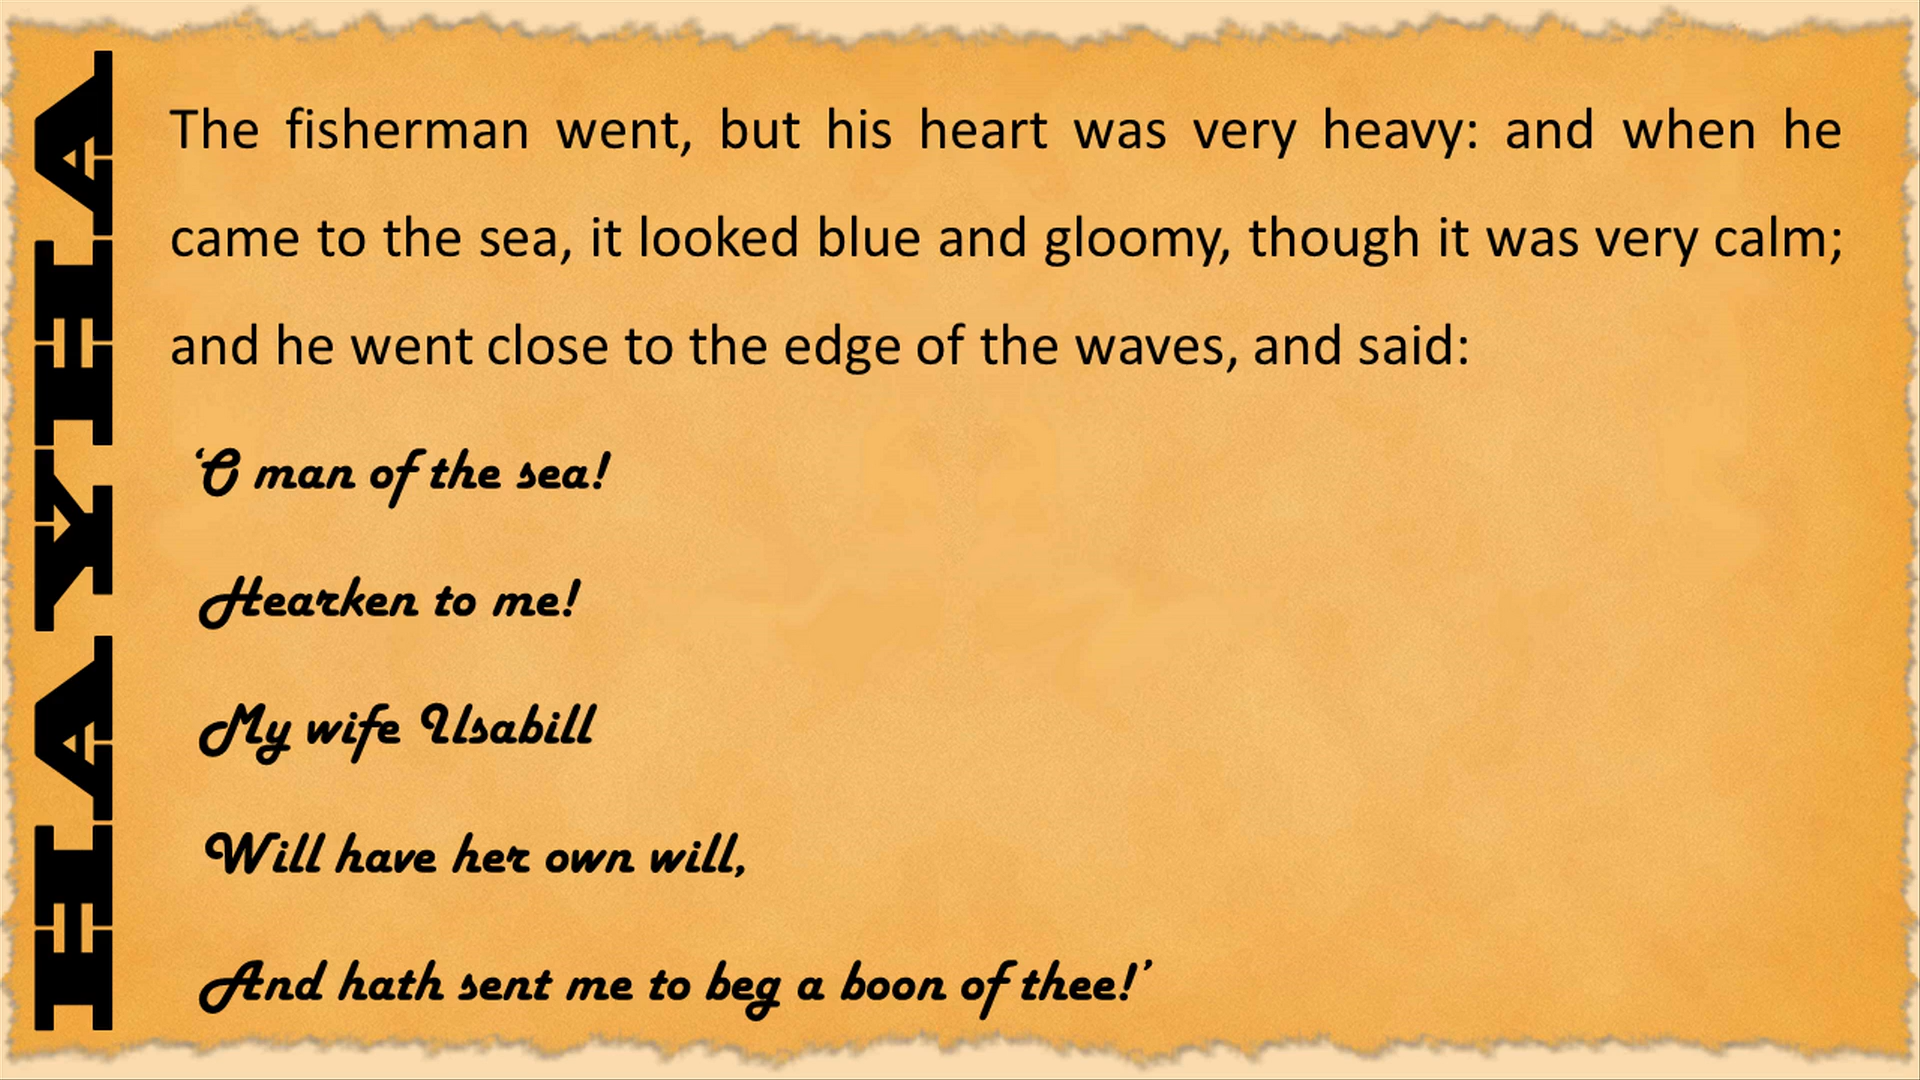 HAYHA
The fisherman went, but his heart was very heavy: and when he
came to the sea, it looked blue and gloomy, though it was very calm;
and he went close to the edge of the waves, and said:
‘O man of the sea!
Hearken to me!
My wife Ilsabill
Will have her own will,
And hath sent me to beg a boon of thee!’